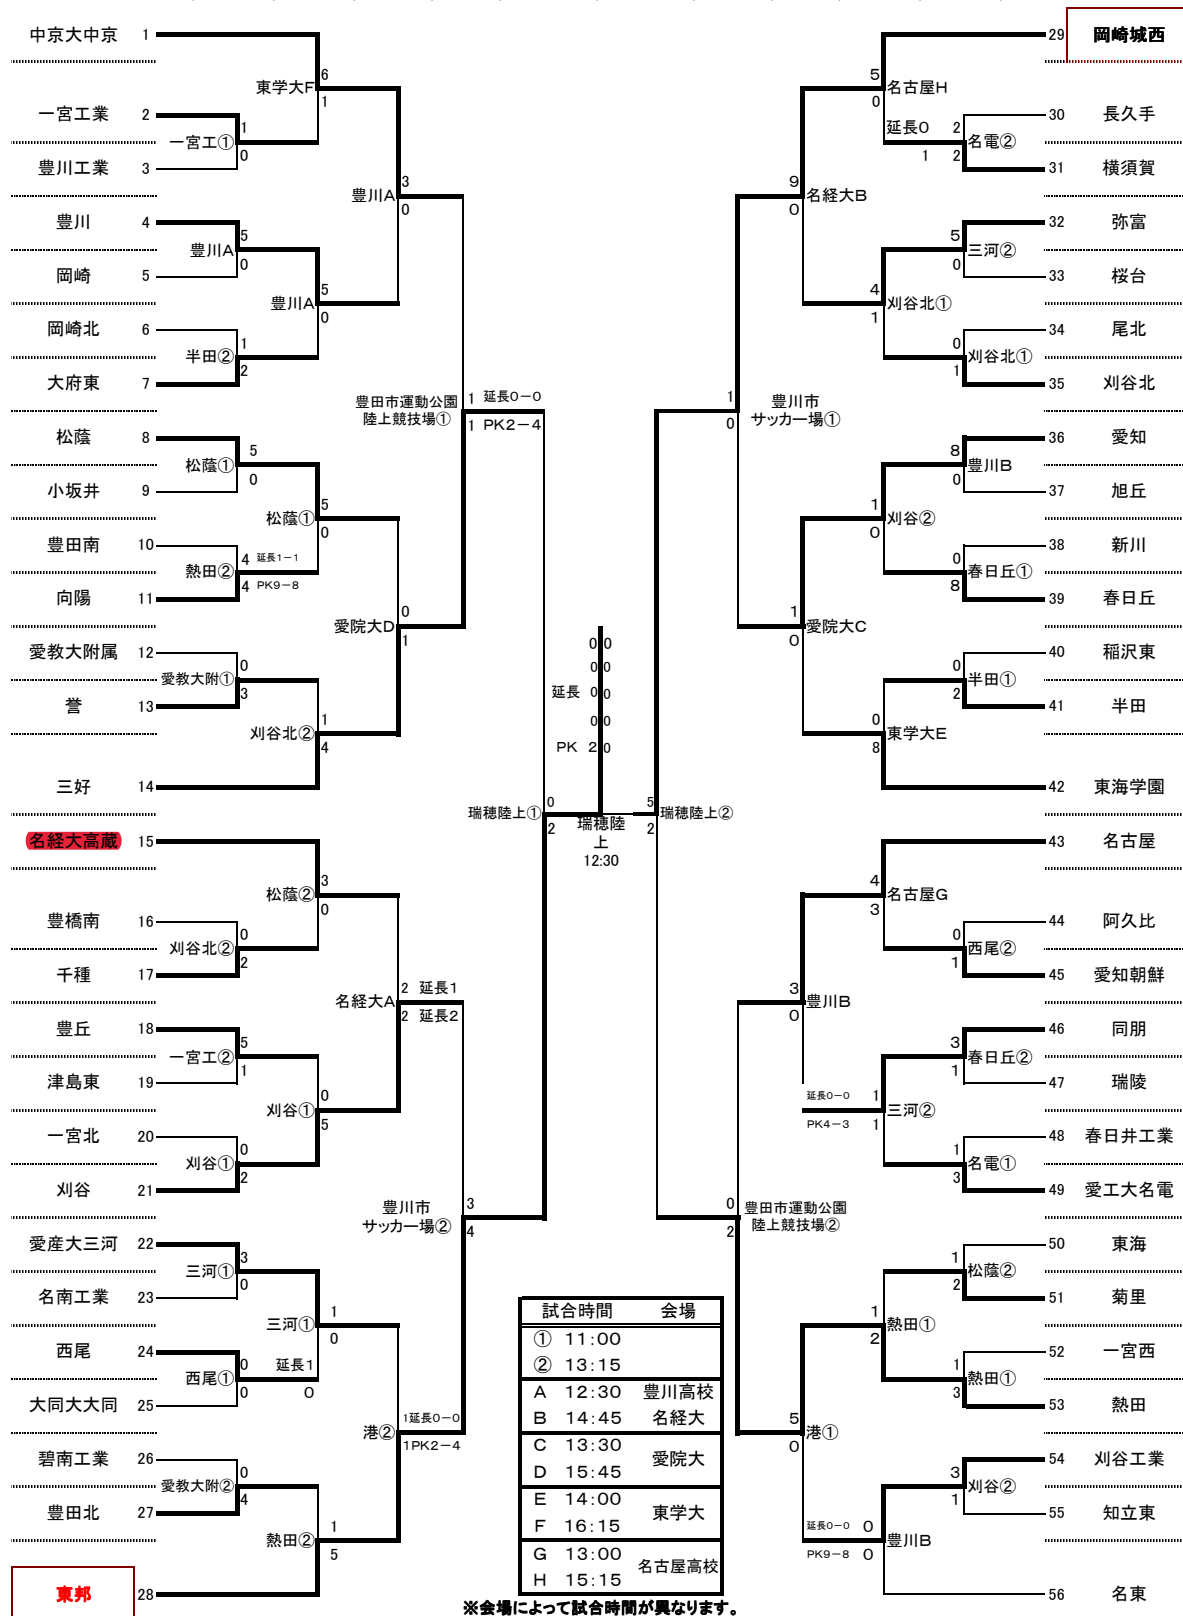 中京大中京 1
東学大F 6
1
一宮工業 2
一宮工① 1
0
豊川工業 3
豊川A 3
0
豊川 4
豊川A 5
0
岡崎 5
豊川A 5
0
岡崎北 6
半田② 1
2
大府東 7
豊田市運動公園
陸上競技場①
1 延長0-0
1 PK2-4
松蔭 8
松蔭① 5
0
小坂井 9
松蔭① 5
0
豊田南 10
熱田② 4 延長1-1
4 PK9-8
向陽 11
愛院大D 0
1
愛教大附属 12
愛教大附① 0
3
誉 13
刈谷北② 1
4
三好 14
瑞穂陸上① 0
2
名経大高蔵 15
松蔭② 3
0
豊橋南 16
刈谷北② 0
2
千種 17
名経大A 2 延長1
2 延長2
豊丘 18
一宮工② 5
1
津島東 19
刈谷① 0
5
一宮北 20
刈谷① 0
2
刈谷 21
豊川市
サッカー場②
3
4
愛産大三河 22
三河① 3
0
名南工業 23
三河① 1
0
西尾 24
西尾① 0 延長1
0 0
大同大大同 25
港② 1延長0-0
1PK2-4
碧南工業 26
愛教大附② 0
4
豊田北 27
熱田② 1
5
東邦 28
0 0
0 0
延長 0 0
0 0
PK 2 0
瑞穂陸
上
12:30
29 岡崎城西
5 名古屋H
0
30 長久手
延長0 2 名電②
1 2
31 横須賀
9 名経大B
0
32 弥富
5 三河②
0
33 桜台
4 刈谷北①
1
34 尾北
0 刈谷北①
1
35 刈谷北
1 豊川市
0 サッカー場①
36 愛知
8 豊川B
0
37 旭丘
1 刈谷②
0
38 新川
0 春日丘①
8
39 春日丘
1 愛院大C
0
40 稲沢東
0 半田①
2
41 半田
0 東学大E
8
42 東海学園
5 瑞穂陸上②
2
43 名古屋
4 名古屋G
3
44 阿久比
0 西尾②
1
45 愛知朝鮮
3 豊川B
0
46 同朋
3 春日丘②
1
47 瑞陵
延長0-0 1 三河②
PK4-3 1
48 春日井工業
1 名電①
3
49 愛工大名電
0 豊田市運動公園
陸上競技場②
2
50 東海
1 松蔭②
2
51 菊里
1 熱田①
2
52 一宮西
1 熱田①
3
53 熱田
5 港①
0
54 刈谷工業
3 刈谷②
1
55 知立東
延長0-0 0 豊川B
PK9-8 0
56 名東
試合時間 会場
① 11:00
② 13:15
A 12:30 豊川高校
B 14:45 名経大
C 13:30 愛院大
D 15:45
E 14:00 東学大
F 16:15
G 13:00 名古屋高校
H 15:15
※会場によって試合時間が異なります。